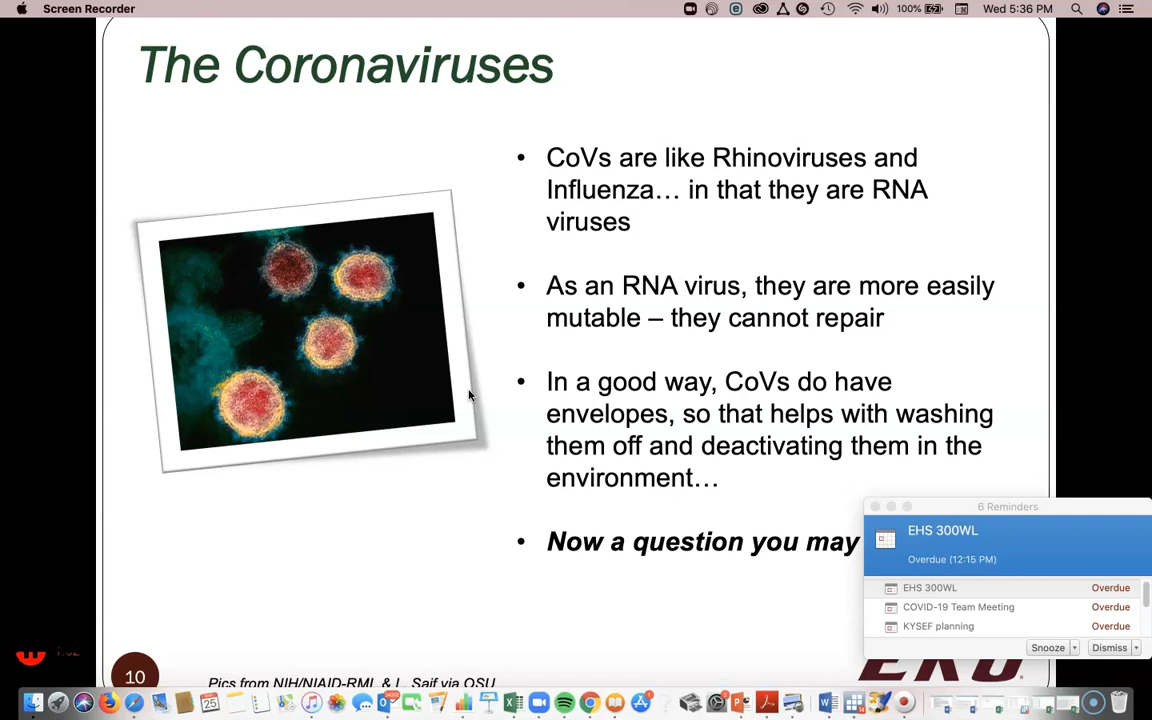 Screen Recorder
100%
Wed 5:36 PM
The Coronaviruses
• CoVs are like Rhinoviruses and
Influenza… in that they are RNA
viruses
• As an RNA virus, they are more easily
mutable – they cannot repair
• In a good way, CoVs do have
envelopes, so that helps with washing
them off and deactivating them in the
environment…
• Now a question you may
6 Reminders
EHS 300WL
Overdue (12:15 PM)
EHS 300WL Overdue
COVID-19 Team Meeting Overdue
KYSEF planning Overdue
Snooze
Dismiss
10
Pics from NIH/NIAID-RML & L. Saif via OSU
EKU